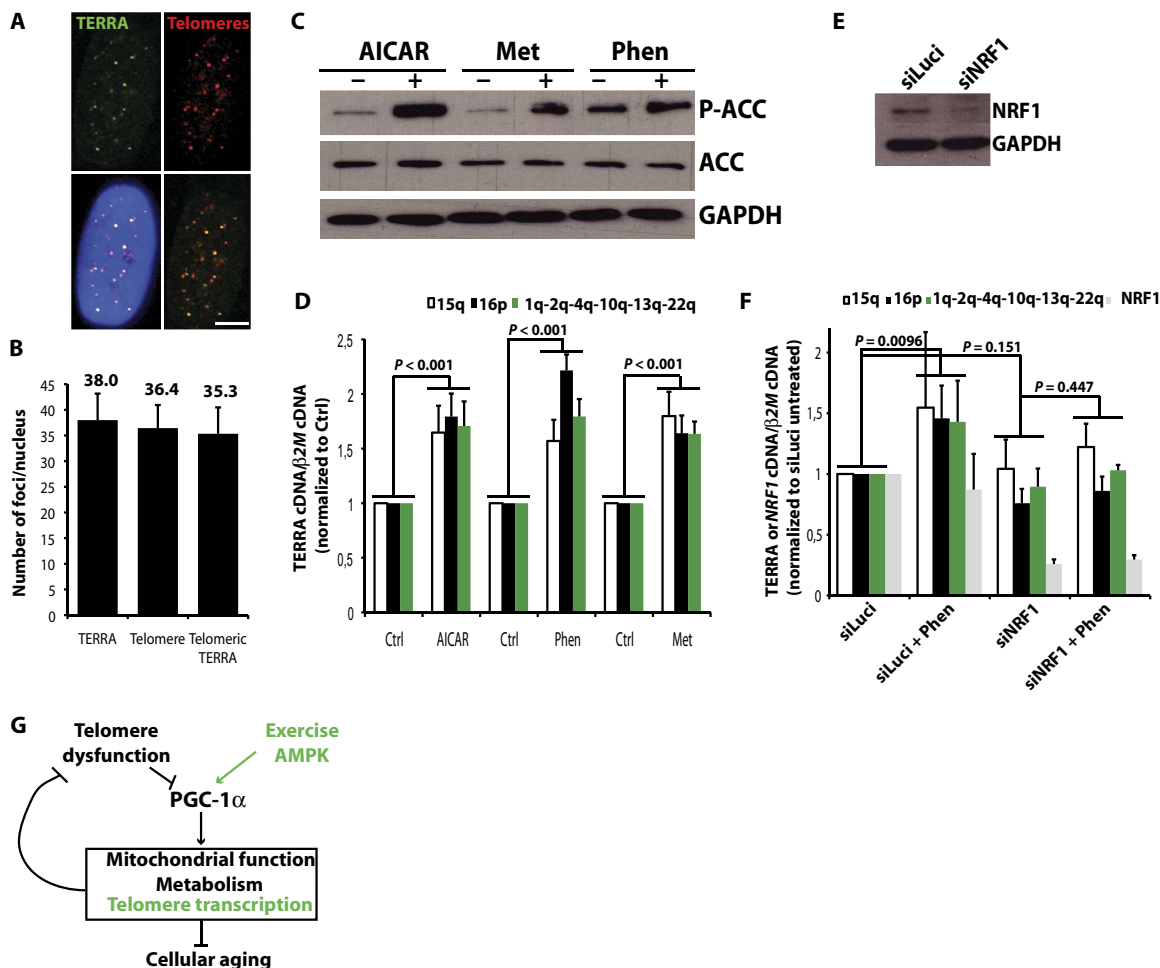 A
TERRA
Telomeres
B
Number of foci/nucleus
45
40
35
30
25
20
15
10
5
0
38.0
36.4
35.3
TERRA
Telomere
Telomeric
TERRA
C
AICAR
Met
Phen
− + − + − +
P-ACC
ACC
GAPDH
D
15q 16p 1q-2q-4q-10q-13q-22q
TERRA cDNA/β2M cDNA
(normalized to Ctrl)
2,5
2
1,5
1
0,5
0
P < 0.001
P < 0.001
P < 0.001
Ctrl
AICAR
Ctrl
Phen
Ctrl
Met
E
siLuci
siNRF1
NRF1
GAPDH
F
15q 16p 1q-2q-4q-10q-13q-22q NRF1
TERRA or NRF1 cDNA/β2M cDNA
(normalized to siLuci untreated)
2
1,5
1
0,5
0
P = 0.0096
P = 0.151
P = 0.447
siLuci
siLuci + Phen
siNRF1
siNRF1 + Phen
G
Telomere
dysfunction
Exercise
AMPK
PGC-1α
Mitochondrial function
Metabolism
Telomere transcription
Cellular aging